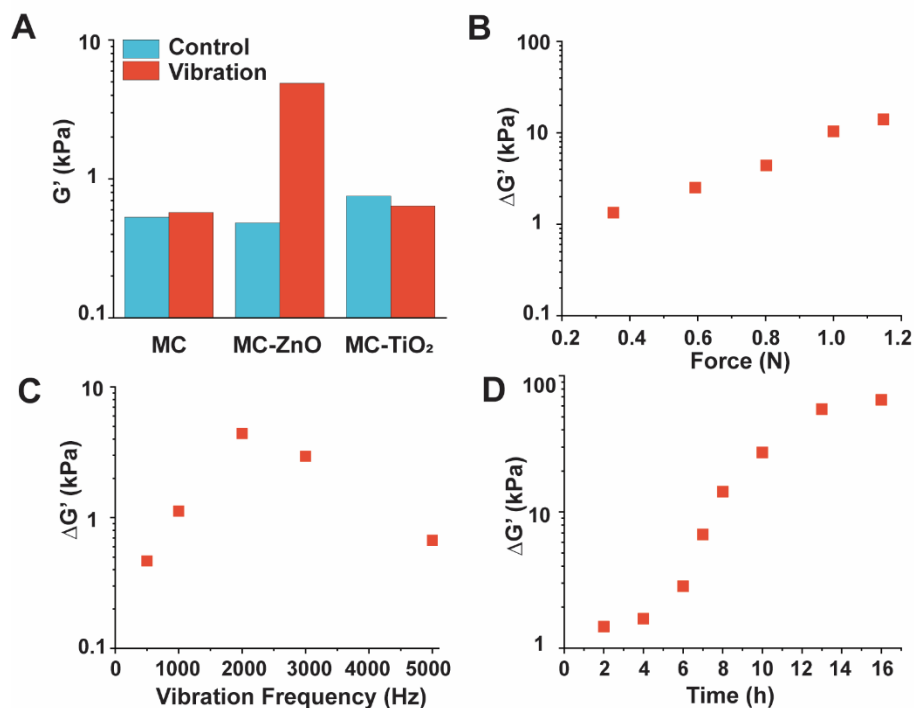 A
10
Control
Vibration
G' (kPa)
1
0.1
MC
MC-ZnO
MC-TiO₂
B
100
ΔG' (kPa)
10
1
0.1
0.2
0.4
0.6
0.8
1.0
1.2
Force (N)
C
10
ΔG' (kPa)
1
0.1
0
1000
2000
3000
4000
5000
Vibration Frequency (Hz)
D
100
ΔG' (kPa)
10
1
0
2
4
6
8
10
12
14
16
Time (h)